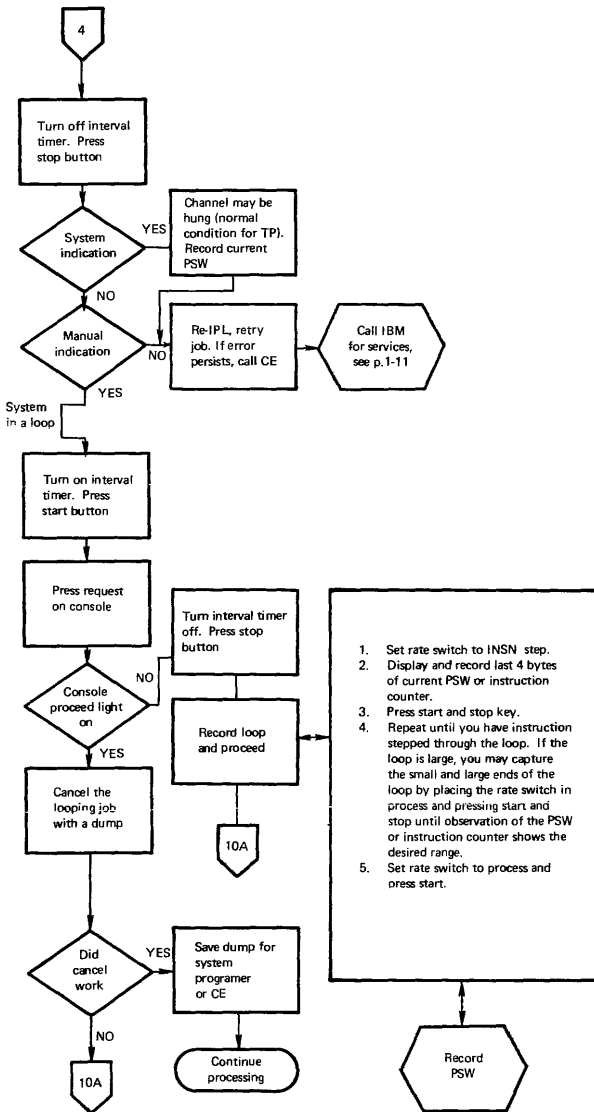 4
Turn off interval
timer. Press
stop button
System
indication
YES
Channel may be
hung (normal
condition for TP).
Record current
PSW
NO
Manual
indication
NO
Re-IPL, retry
job. If error
persists, call CE
Call IBM
for services,
see p.1-11
YES
System
in a loop
Turn on interval
timer. Press
start button
Press request
on console
Console
proceed light
on
NO
Turn interval timer
off. Press stop
button
Record loop
and proceed
10A
1. Set rate switch to INSN step.
2. Display and record last 4 bytes
of current PSW or instruction
counter.
3. Press start and stop key.
4. Repeat until you have instruction
stepped through the loop. If the
loop is large, you may capture
the small and large ends of the
loop by placing the rate switch in
process and pressing start and
stop until observation of the PSW
or instruction counter shows the
desired range.
5. Set rate switch to process and
press start.
Record
PSW
YES
Cancel the
looping job
with a dump
Did
cancel
work
YES
Save dump for
system
programer
or CE
Continue
processing
NO
10A